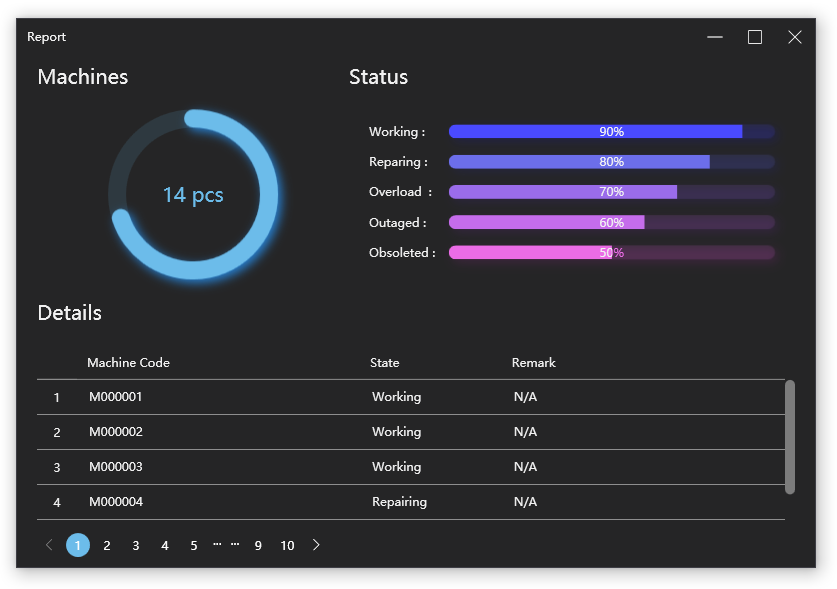 Report
Machines
Status
14 pcs
Working : 90%
Reparing : 80%
Overload : 70%
Outaged : 60%
Obsoleted : 50%
Details
Machine Code State Remark
1 M000001 Working N/A
2 M000002 Working N/A
3 M000003 Working N/A
4 M000004 Repairing N/A
1 2 3 4 5 ··· ··· 9 10